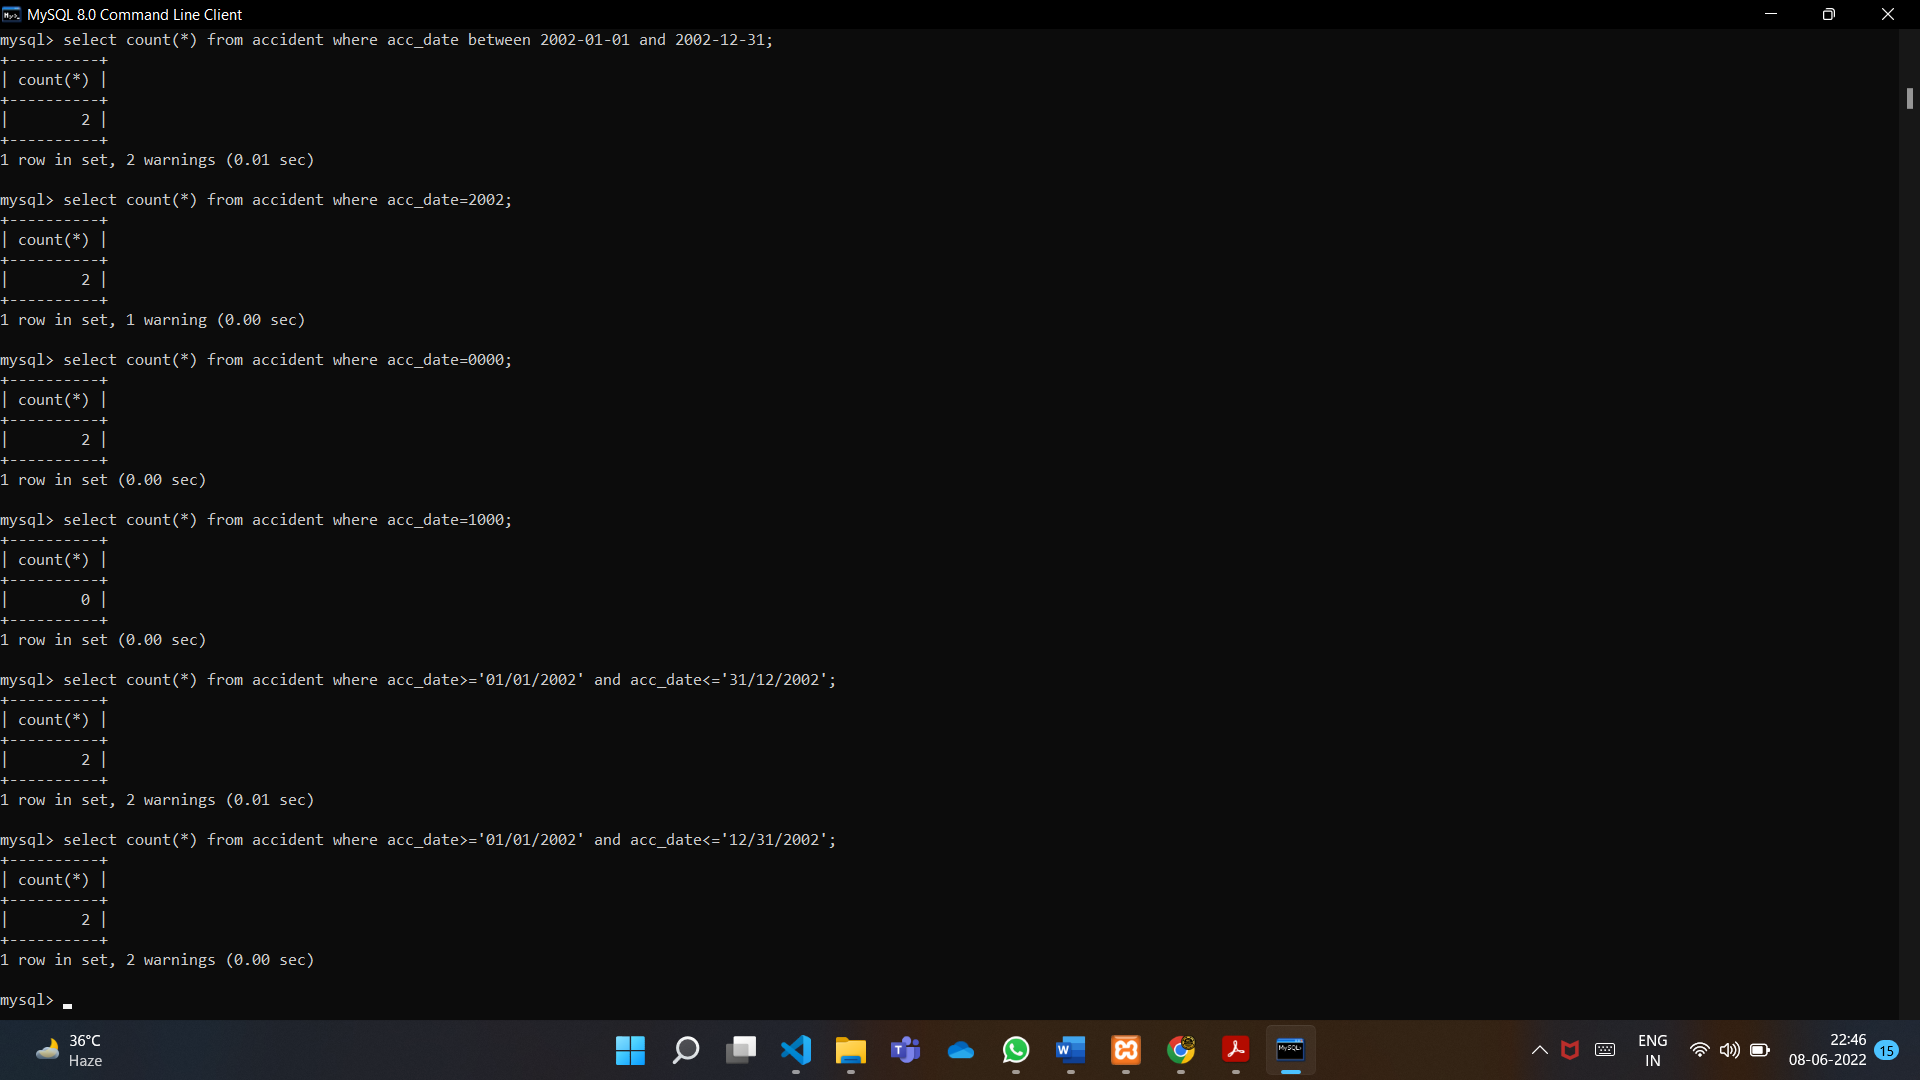 MySQL 8.0 Command Line Client
mysql> select count(*) from accident where acc_date between 2002-01-01 and 2002-12-31;
+----------+
| count(*) |
+----------+
|        2 |
+----------+
1 row in set, 2 warnings (0.01 sec)
mysql> select count(*) from accident where acc_date=2002;
+----------+
| count(*) |
+----------+
|        2 |
+----------+
1 row in set, 1 warning (0.00 sec)
mysql> select count(*) from accident where acc_date=0000;
+----------+
| count(*) |
+----------+
|        2 |
+----------+
1 row in set (0.00 sec)
mysql> select count(*) from accident where acc_date=1000;
+----------+
| count(*) |
+----------+
|        0 |
+----------+
1 row in set (0.00 sec)
mysql> select count(*) from accident where acc_date>='01/01/2002' and acc_date<='31/12/2002';
+----------+
| count(*) |
+----------+
|        2 |
+----------+
1 row in set, 2 warnings (0.01 sec)
mysql> select count(*) from accident where acc_date>='01/01/2002' and acc_date<='12/31/2002';
+----------+
| count(*) |
+----------+
|        2 |
+----------+
1 row in set, 2 warnings (0.00 sec)
mysql>
36°C
Haze
ENG
IN
22:46
08-06-2022
15